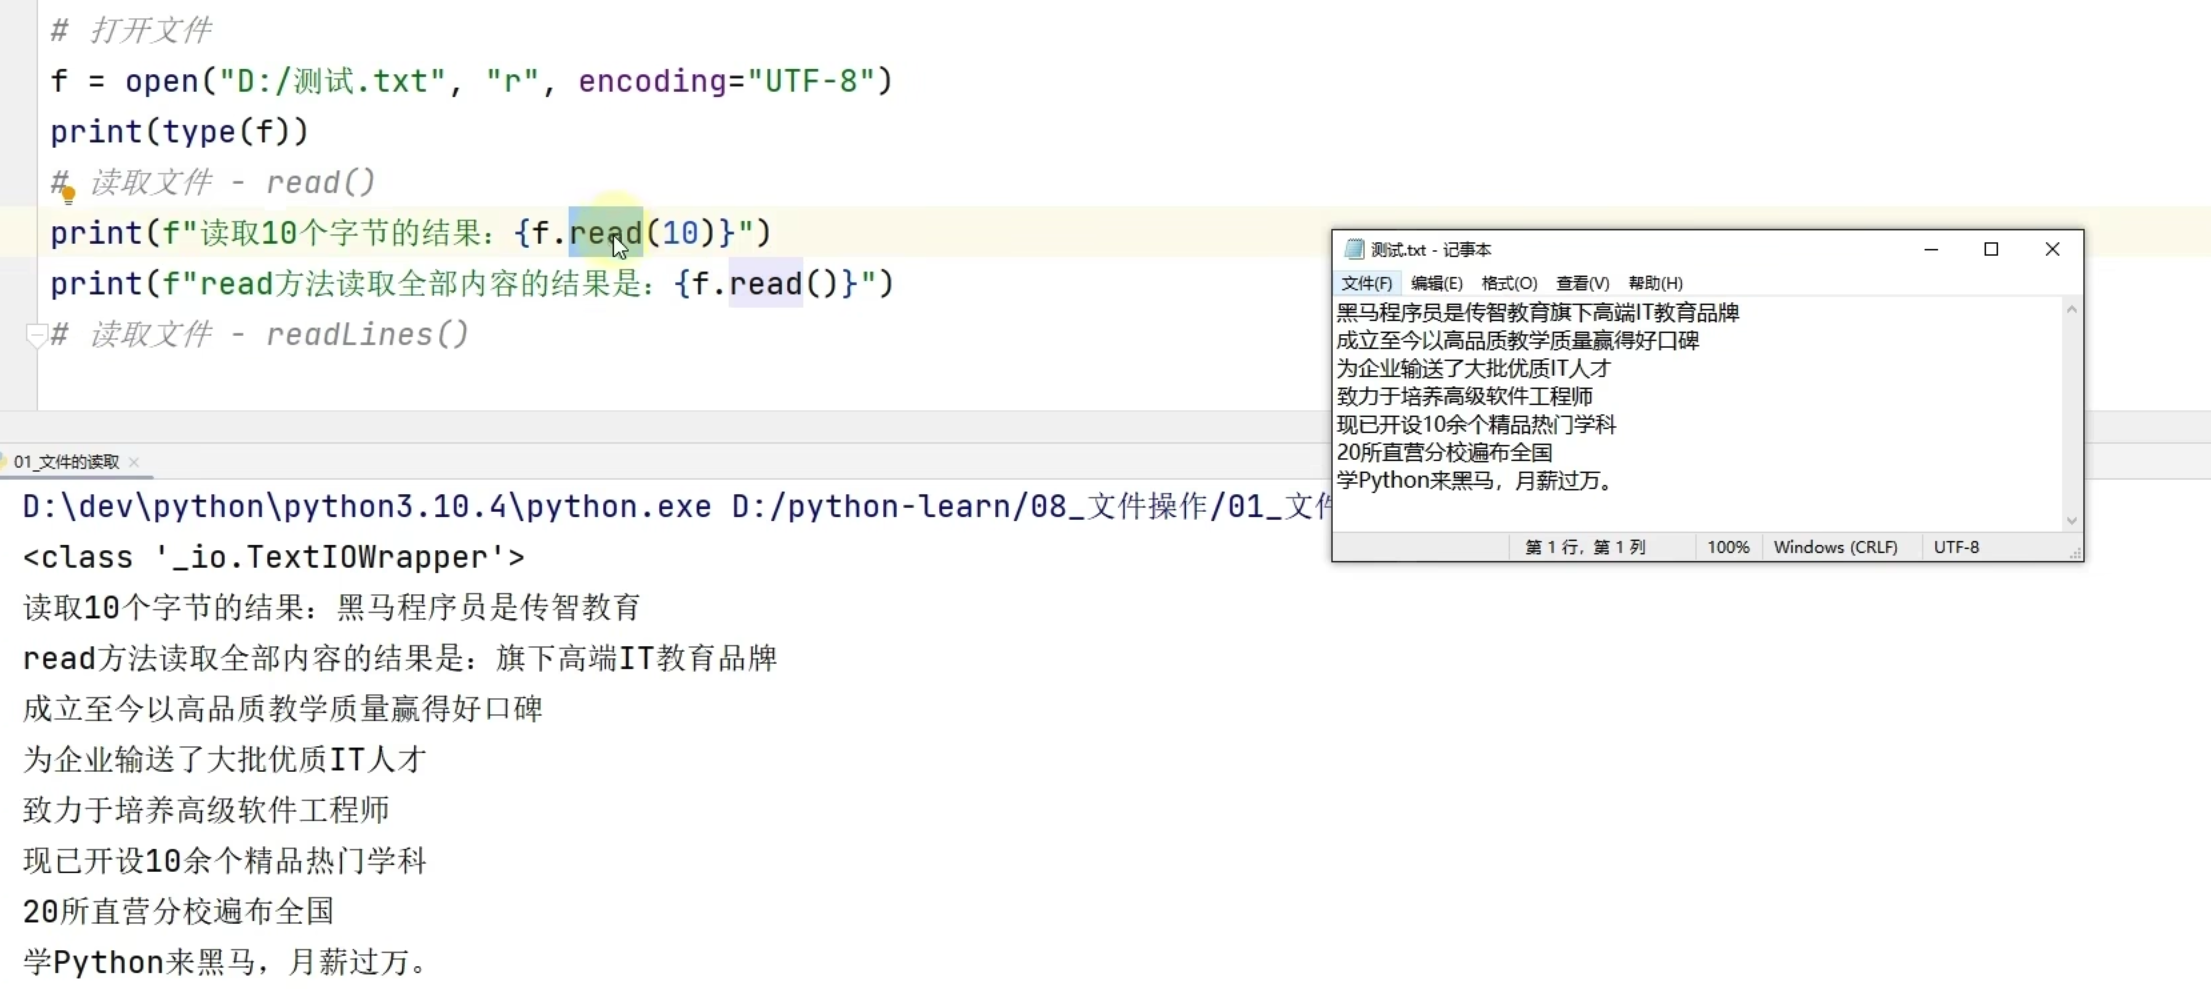 # 打开文件
f = open("D:/测试.txt", "r", encoding="UTF-8")
print(type(f))
# 读取文件 - read()
print(f"读取10个字节的结果：{f.read(10)}")
print(f"read方法读取全部内容的结果是：{f.read()}")
# 读取文件 - readLines()
测试.txt - 记事本
文件(F) 编辑(E) 格式(O) 查看(V) 帮助(H)
黑马程序员是传智教育旗下高端IT教育品牌
成立至今以高品质教学质量赢得好口碑
为企业输送了大批优质IT人才
致力于培养高级软件工程师
现已开设10余个精品热门学科
20所直营分校遍布全国
学Python来黑马，月薪过万。
第 1 行，第 1 列 100% Windows (CRLF) UTF-8
01_文件的读取
D:\dev\python\python3.10.4\python.exe D:/python-learn/08_文件操作/01_文件
<class '_io.TextIOWrapper'>
读取10个字节的结果：黑马程序员是传智教育
read方法读取全部内容的结果是：旗下高端IT教育品牌
成立至今以高品质教学质量赢得好口碑
为企业输送了大批优质IT人才
致力于培养高级软件工程师
现已开设10余个精品热门学科
20所直营分校遍布全国
学Python来黑马，月薪过万。